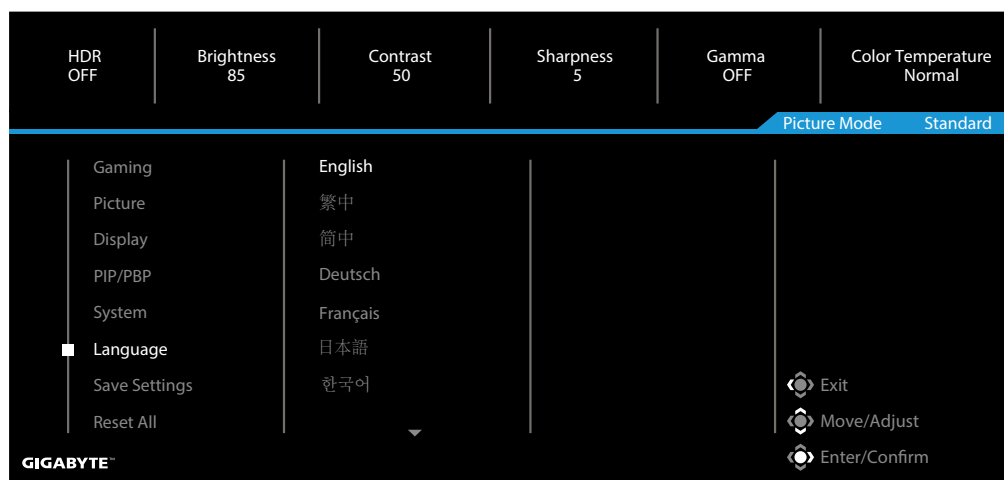 HDR
OFF
Brightness
85
Contrast
50
Sharpness
5
Gamma
OFF
Color Temperature
Normal
Picture Mode Standard
Gaming
Picture
Display
PIP/PBP
System
Language
Save Settings
Reset All
English
繁中
简中
Deutsch
Français
日本語
한국어
Exit
Move/Adjust
Enter/Confirm
GIGABYTE™